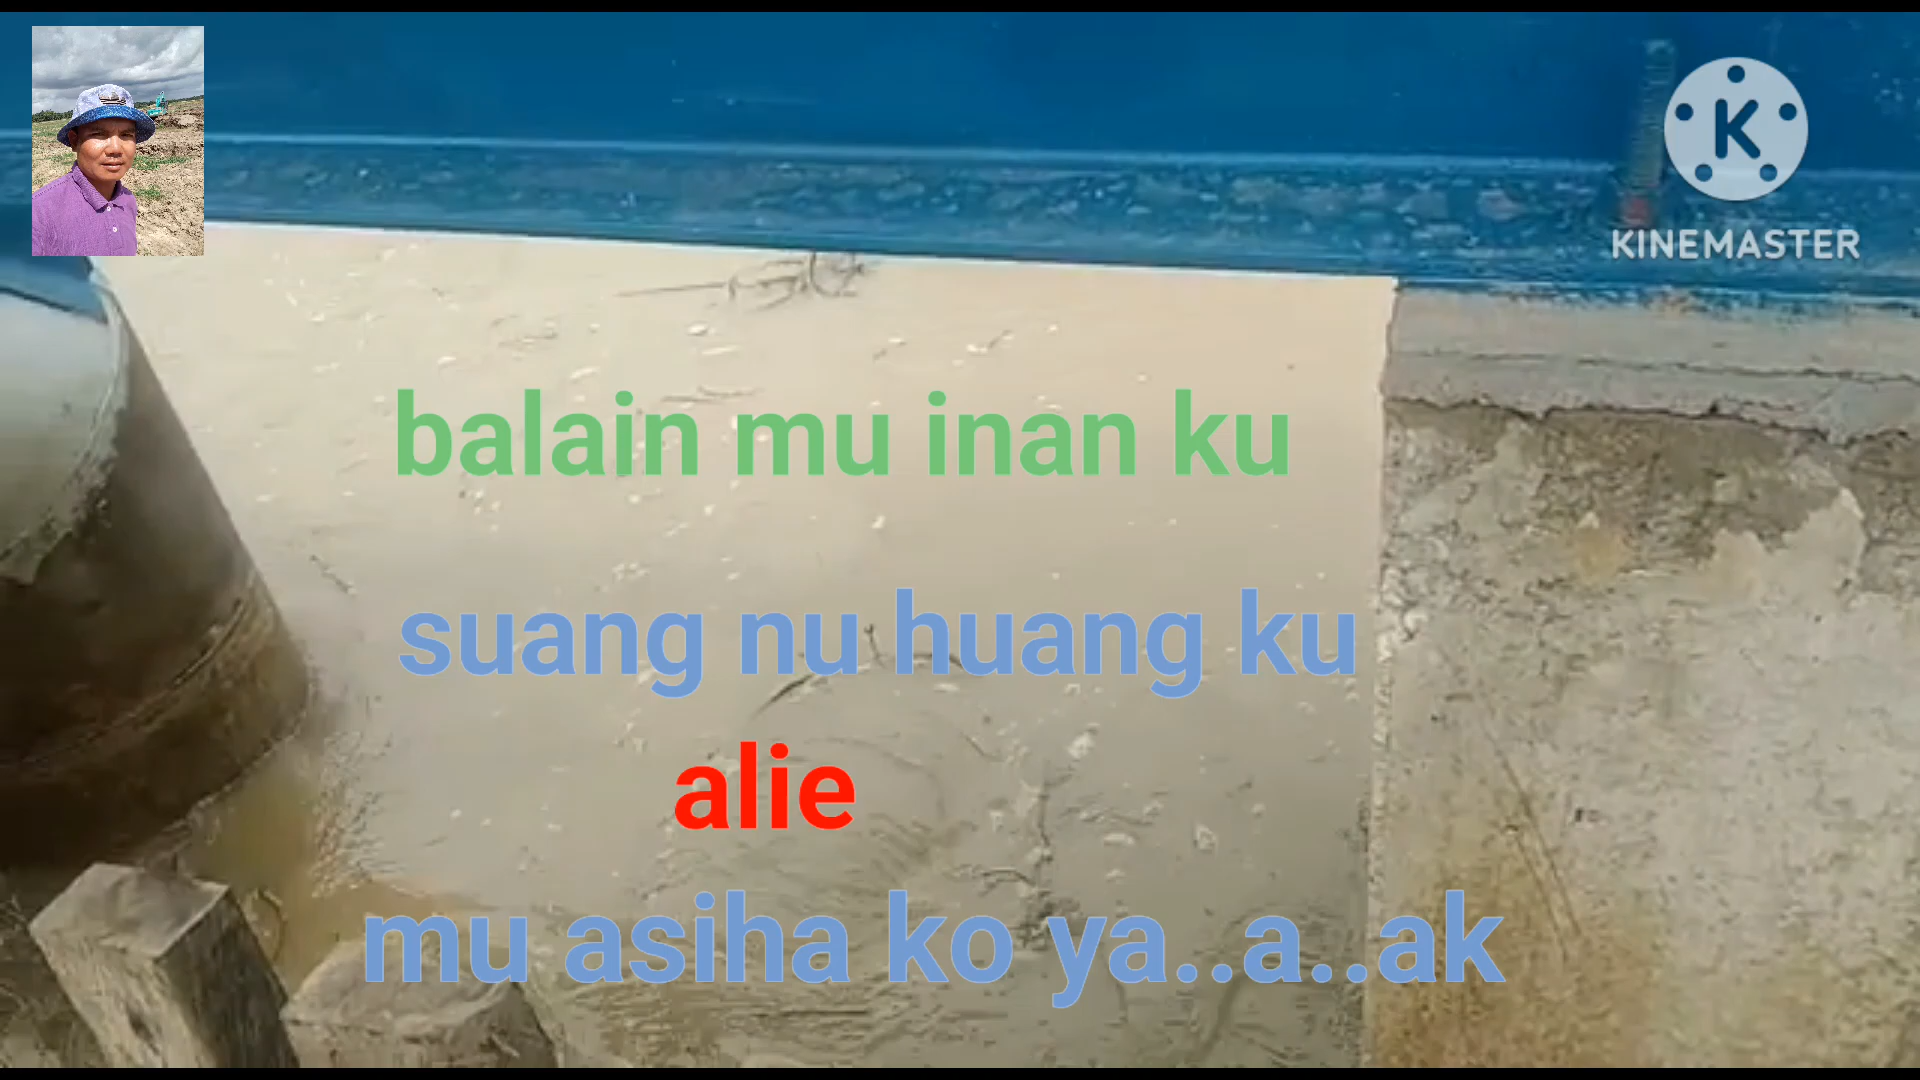 KINEMASTER
balain mu inan ku
suang nu huang ku
alie
mu asiha ko ya..a..ak